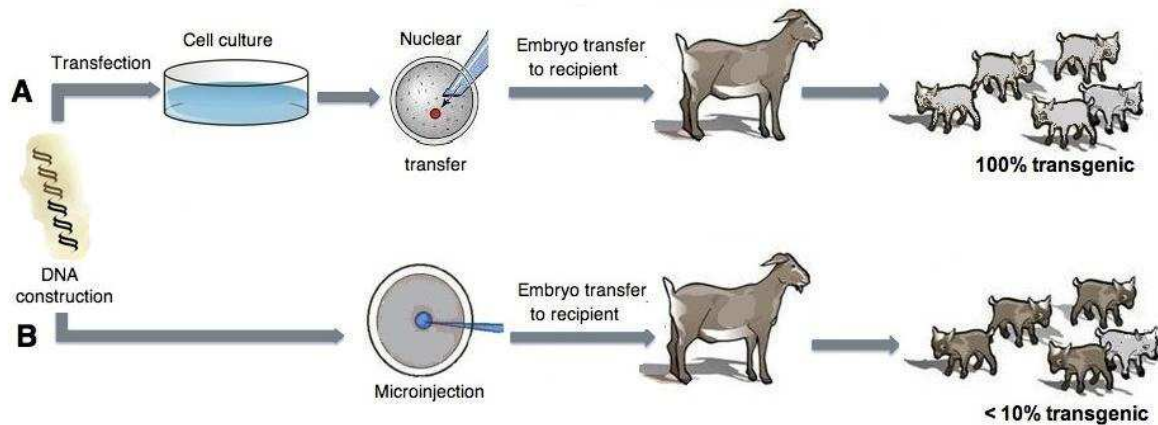 A
Transfection
Cell culture
Nuclear
transfer
Embryo transfer
to recipient
100% transgenic
DNA
construction
B
Microinjection
Embryo transfer
to recipient
< 10% transgenic